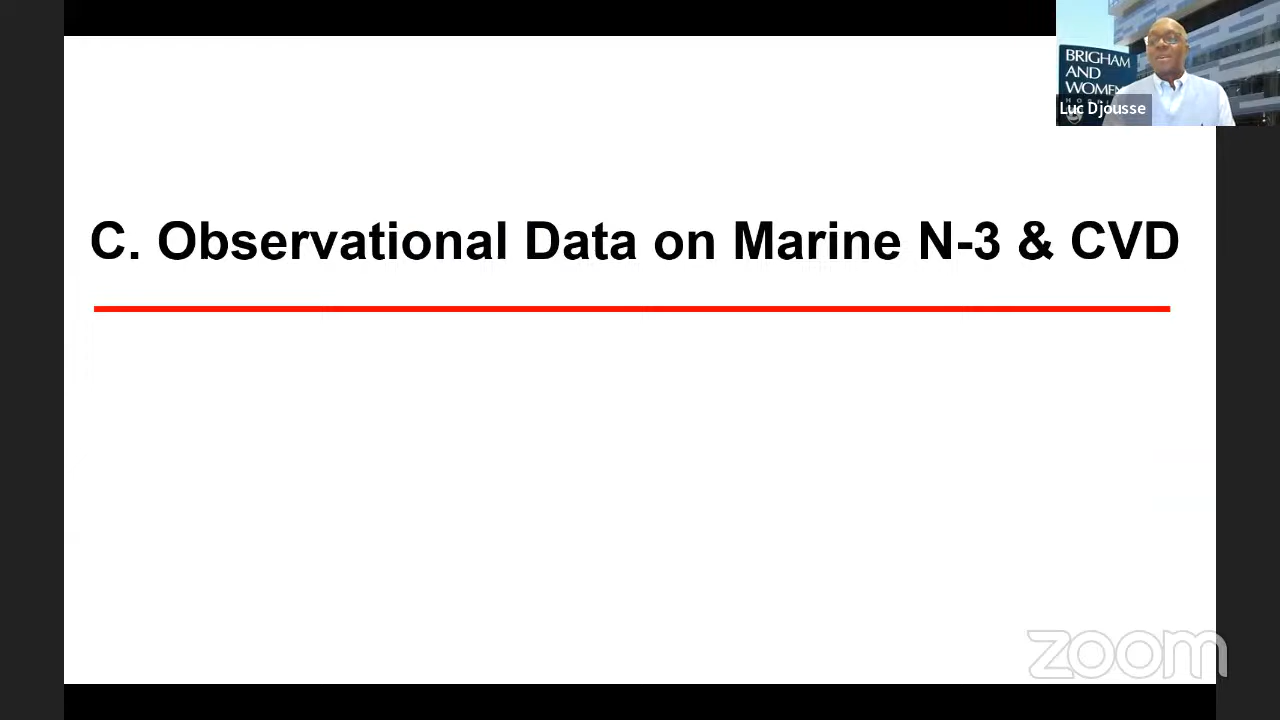 BRIGHAM
AND
WOMEN
Luc Djousse
C. Observational Data on Marine N-3 & CVD
zoom